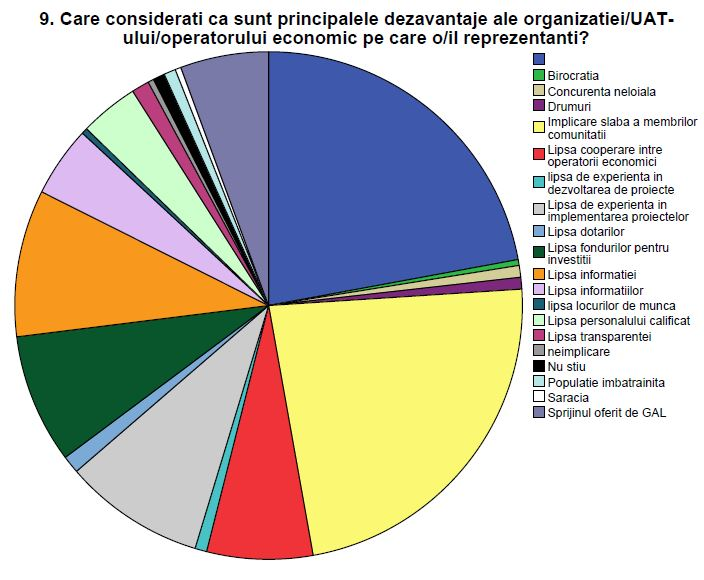 9. Care considerati ca sunt principalele dezavantaje ale organizatiei/UAT-
ului/operatorului economic pe care o/il reprezentanti?
Birocratia
Concurenta neloiala
Drumuri
Implicare slaba a membrilor
comunitatii
Lipsa cooperare intre
operatorii economici
lipsa de experienta in
dezvoltarea de proiecte
Lipsa de experienta in
implementarea proiectelor
Lipsa dotarilor
Lipsa fondurilor pentru
investitii
Lipsa informatiei
Lipsa informatiilor
lipsa locurilor de munca
Lipsa personalului calificat
Lipsa transparentei
neimplicare
Nu stiu
Populatie imbatrainita
Saracia
Sprijinul oferit de GAL